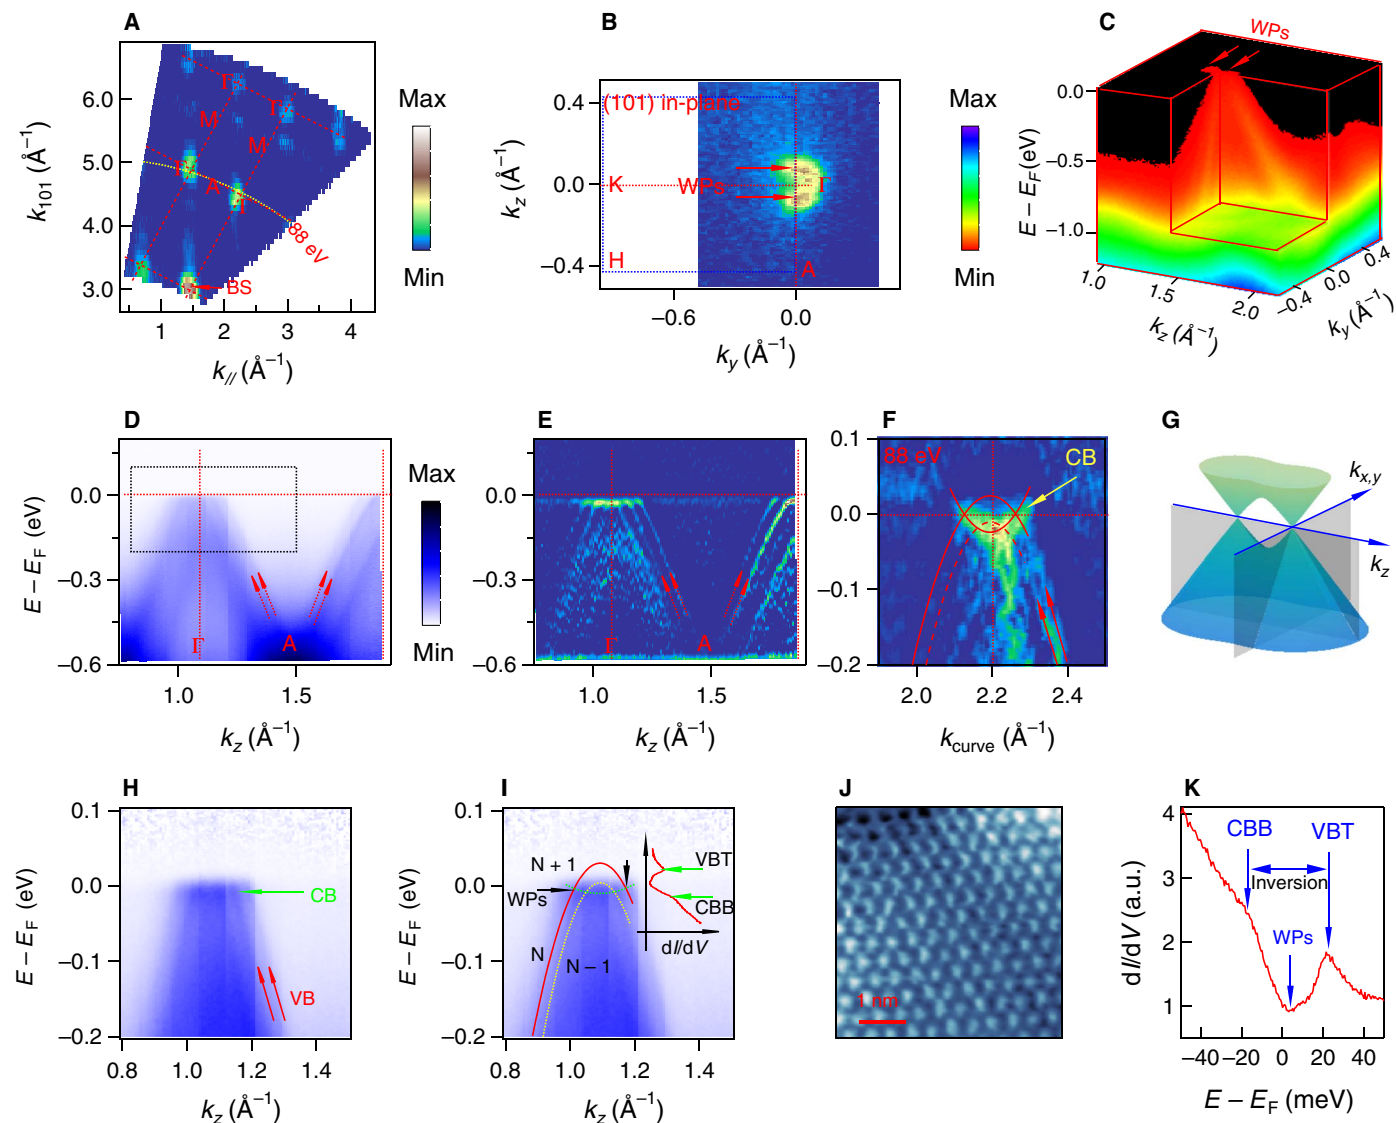 A
k101 (Å−1)
6.0
5.0
4.0
3.0
1
2
3
4
k// (Å−1)
Γ
Γ
M
M
Γ
A
Γ
88 eV
BS
Max
Min
B
kz (Å−1)
0.4
0.0
−0.4
−0.6
0.0
ky (Å−1)
(101) in-plane
K
WPs
Γ
H
A
Max
Min
C
WPs
E − EF (eV)
0.0
−0.5
−1.0
1.0
1.5
2.0
kz (Å−1)
−0.4
0.0
0.4
ky (Å−1)
D
E − EF (eV)
0.0
−0.3
−0.6
Γ
A
1.0
1.5
kz (Å−1)
Max
Min
E
0.0
−0.3
−0.6
Γ
A
1.0
1.5
kz (Å−1)
F
88 eV
CB
0.1
0.0
−0.1
−0.2
2.0
2.2
2.4
kcurve (Å−1)
G
kx,y
kz
H
E − EF (eV)
0.1
0.0
−0.1
−0.2
CB
VB
0.8
1.0
1.2
1.4
kz (Å−1)
I
E − EF (eV)
0.1
0.0
−0.1
−0.2
N + 1
WPs
N
N − 1
VBT
CBB
dI/dV
0.8
1.0
1.2
1.4
kz (Å−1)
J
1 nm
K
dI/dV (a.u.)
4
3
2
1
CBB
VBT
Inversion
WPs
−40
−20
0
20
40
E − EF (meV)